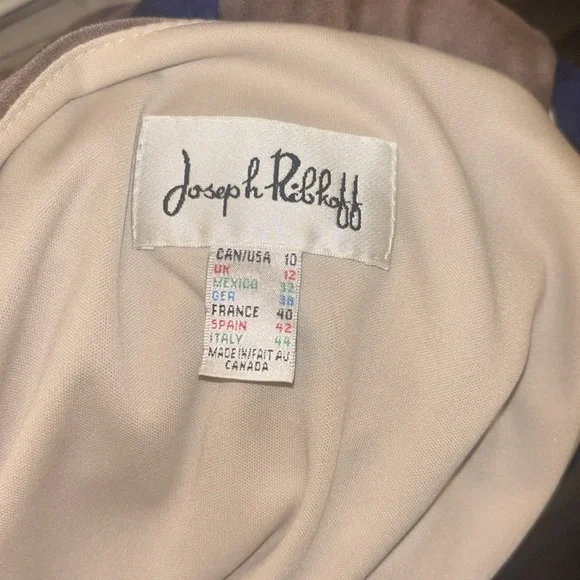 Joseph Ribkoff
CAN/USA 10
UK 12
MEXICO 32
GER 38
FRANCE 40
SPAIN 42
ITALY 44
MADE IN/FAIT AU
CANADA